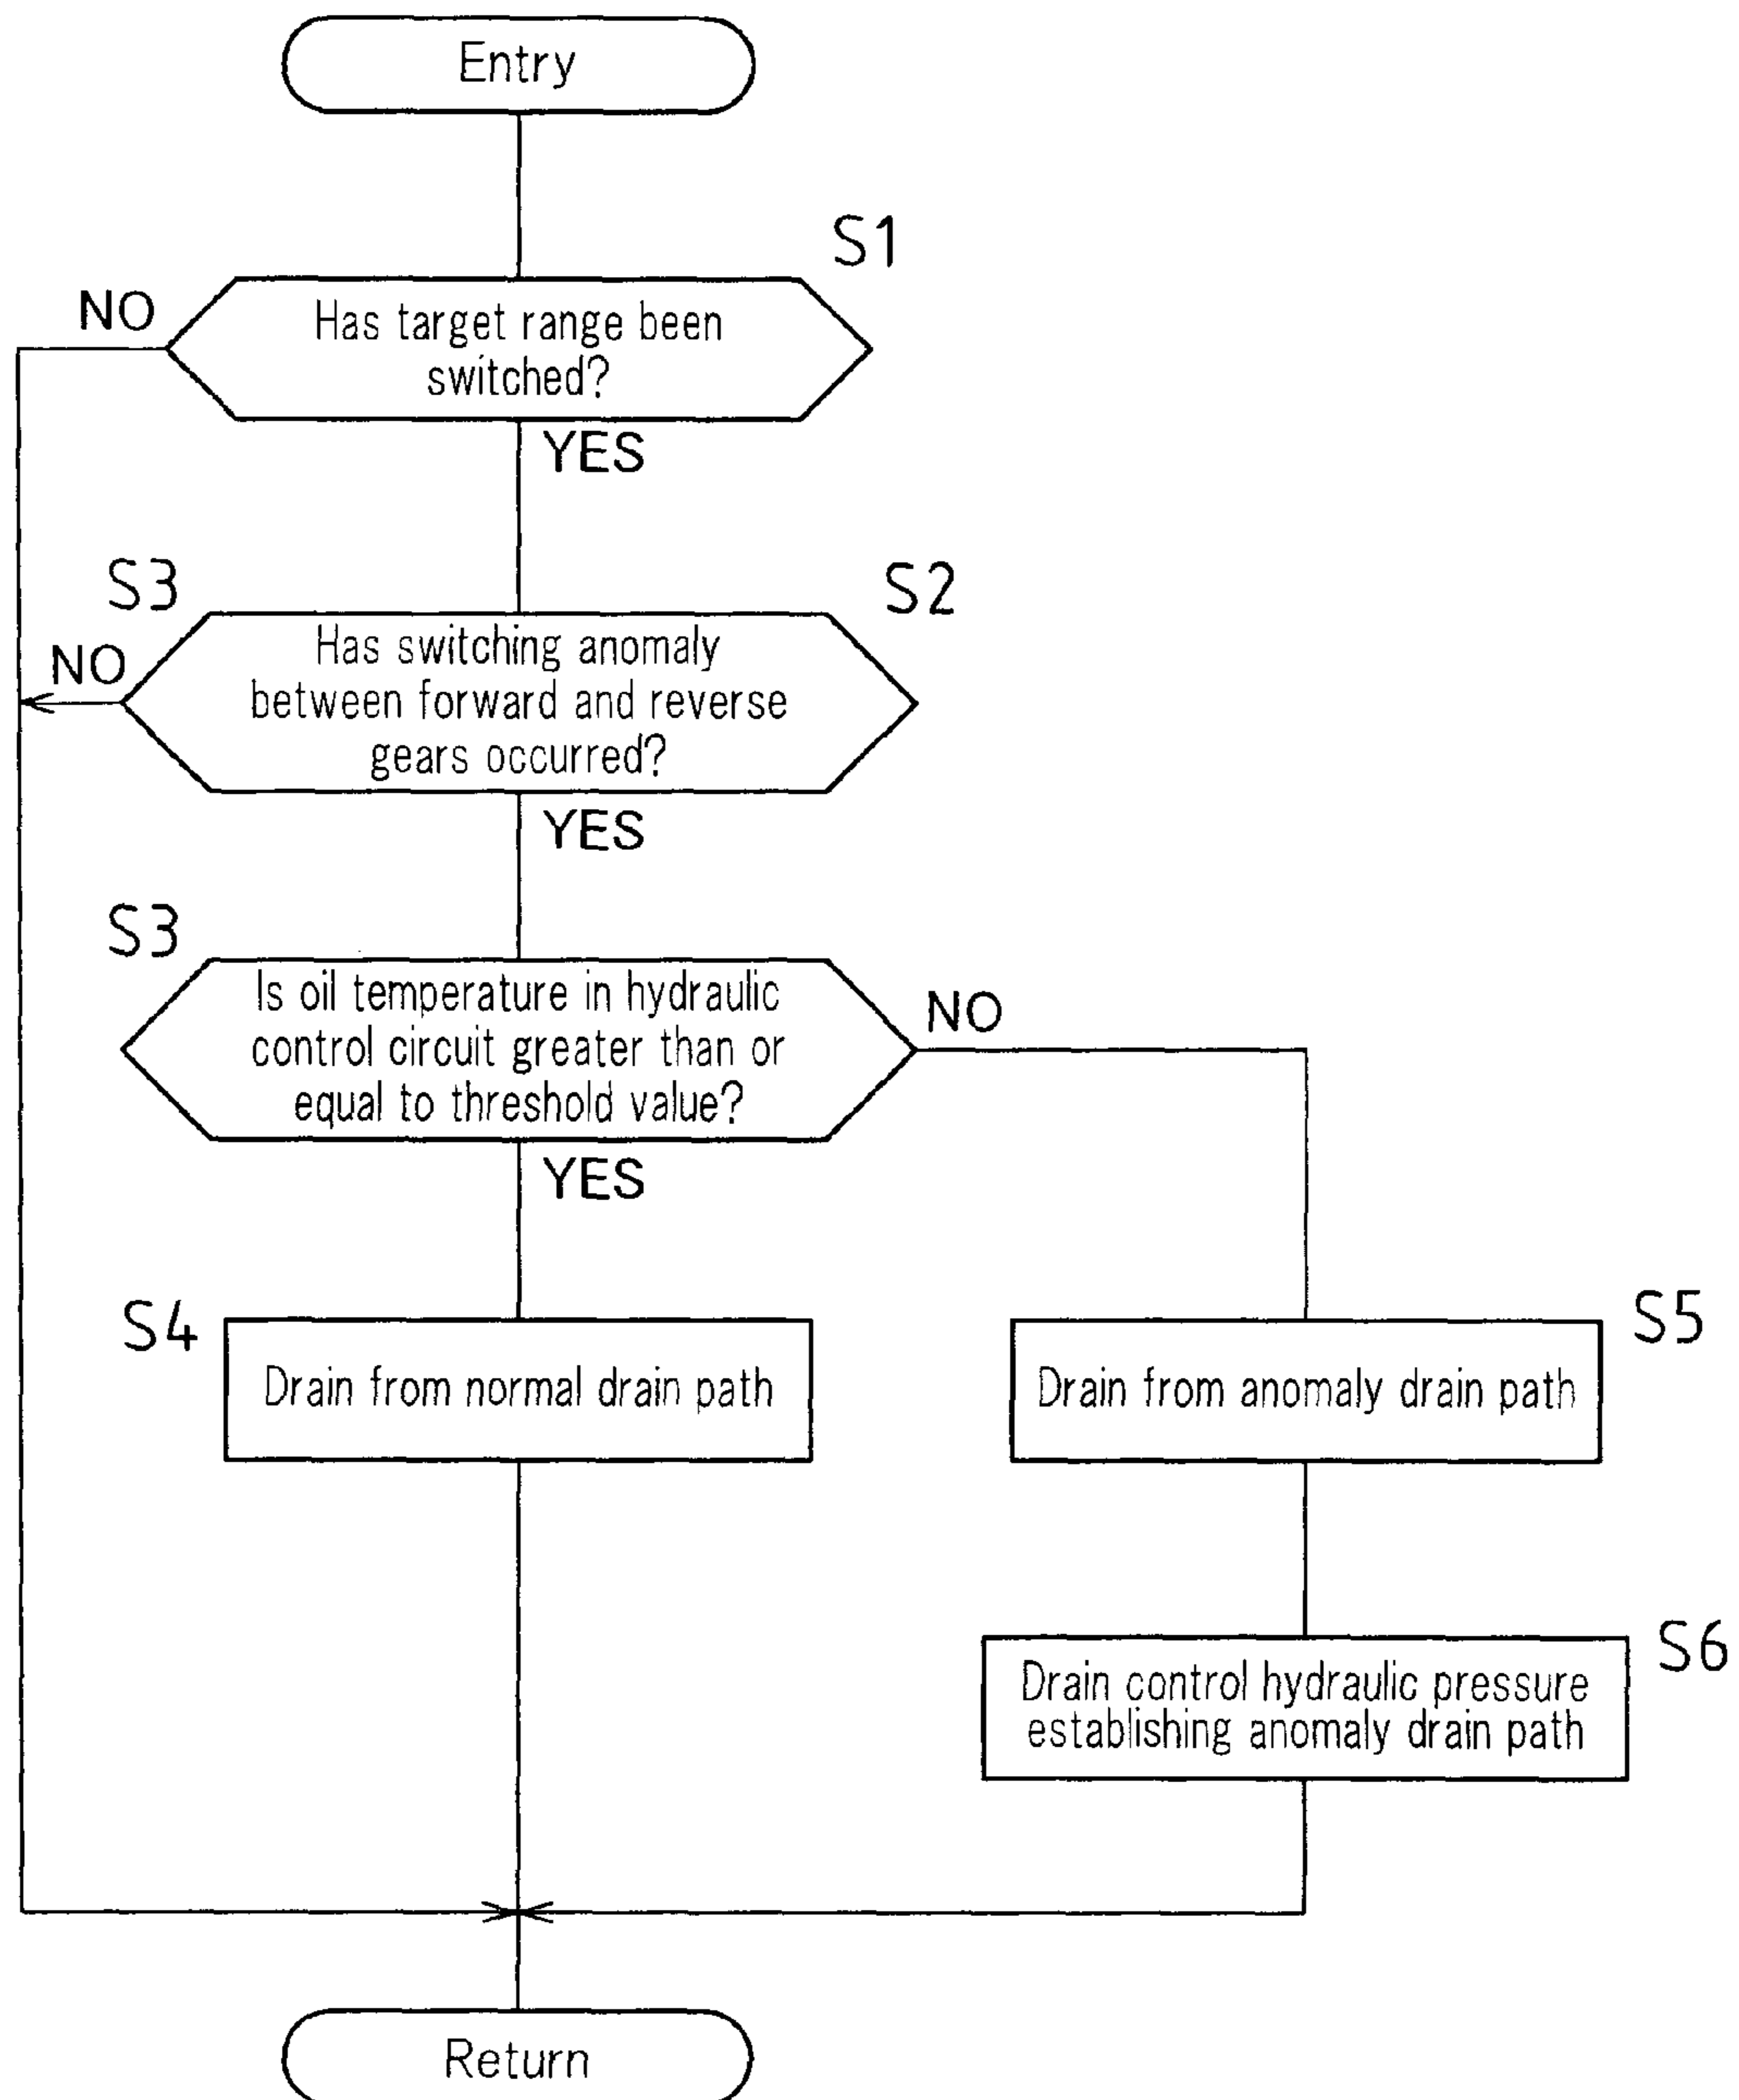 Entry
S1
NO
Has target range been
switched?
YES
S3
S2
NO
Has switching anomaly
between forward and reverse
gears occurred?
YES
S3
Is oil temperature in hydraulic
control circuit greater than or
equal to threshold value?
NO
YES
S4
Drain from normal drain path
S5
Drain from anomaly drain path
S6
Drain control hydraulic pressure
establishing anomaly drain path
Return